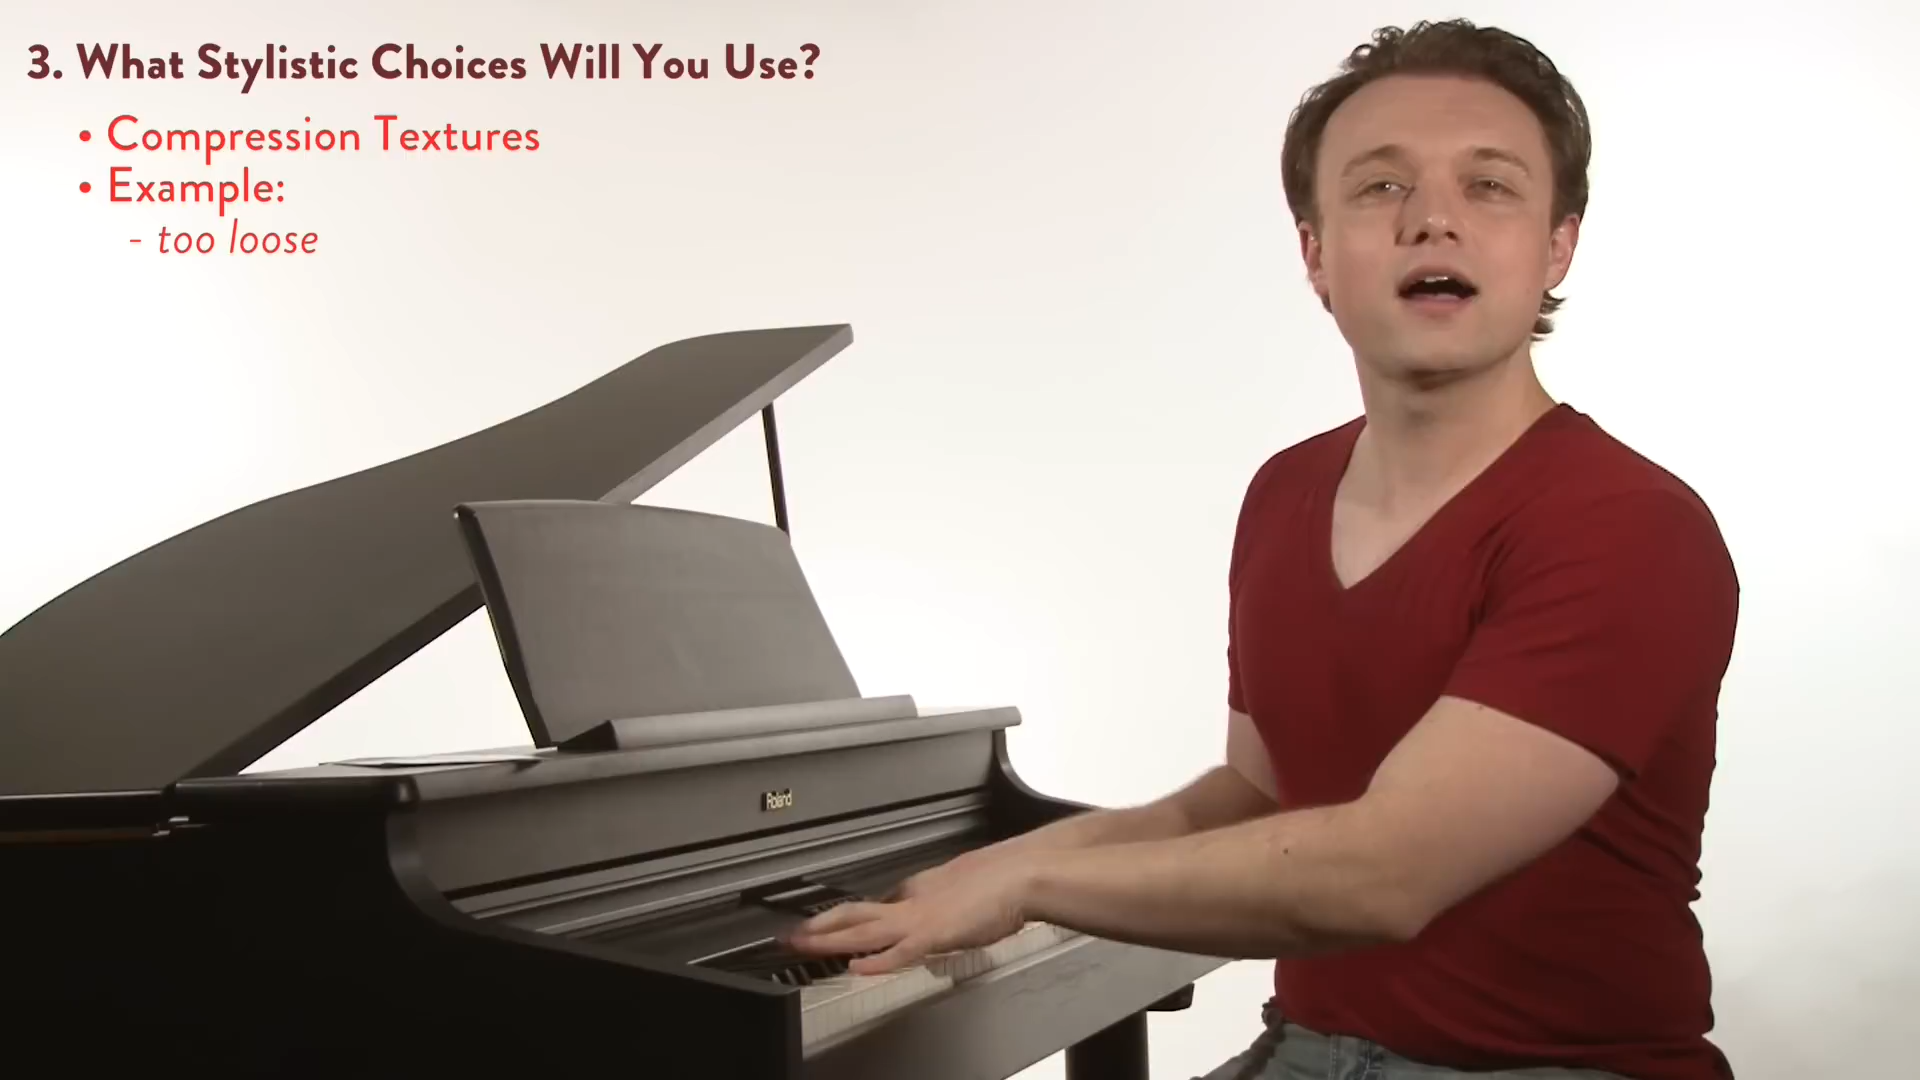 3. What Stylistic Choices Will You Use?
• Compression Textures
• Example:
- too loose
Roland